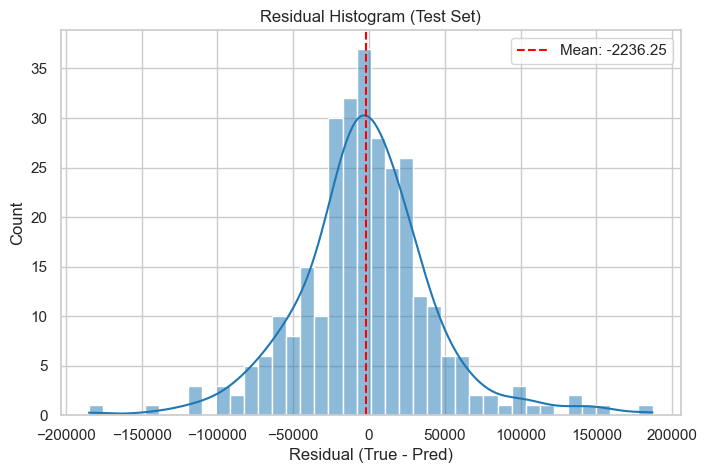 Residual Histogram (Test Set)
Mean: -2236.25
Count
35
30
25
20
15
10
5
0
−200000 −150000 −100000 −50000 0 50000 100000 150000 200000
Residual (True - Pred)